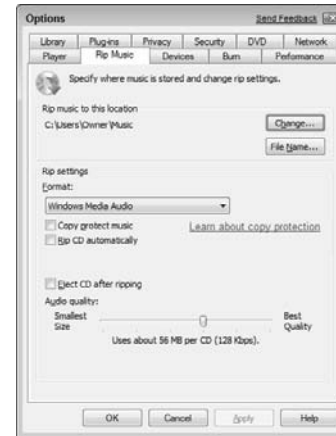 Options
Send Feedback
Library Plug-ins Privacy Security DVD Network
Player Rip Music Devices Burn Performance
Specify where music is stored and change rip settings.
Rip music to this location
C:\Users\Owner\Music
Change...
File Name...
Rip settings
Format:
Windows Media Audio
Copy protect music
Learn about copy protection
Rip CD automatically
Eject CD after ripping
Audio quality:
Smallest Size
Best Quality
Uses about 56 MB per CD (128 Kbps).
OK Cancel Apply Help